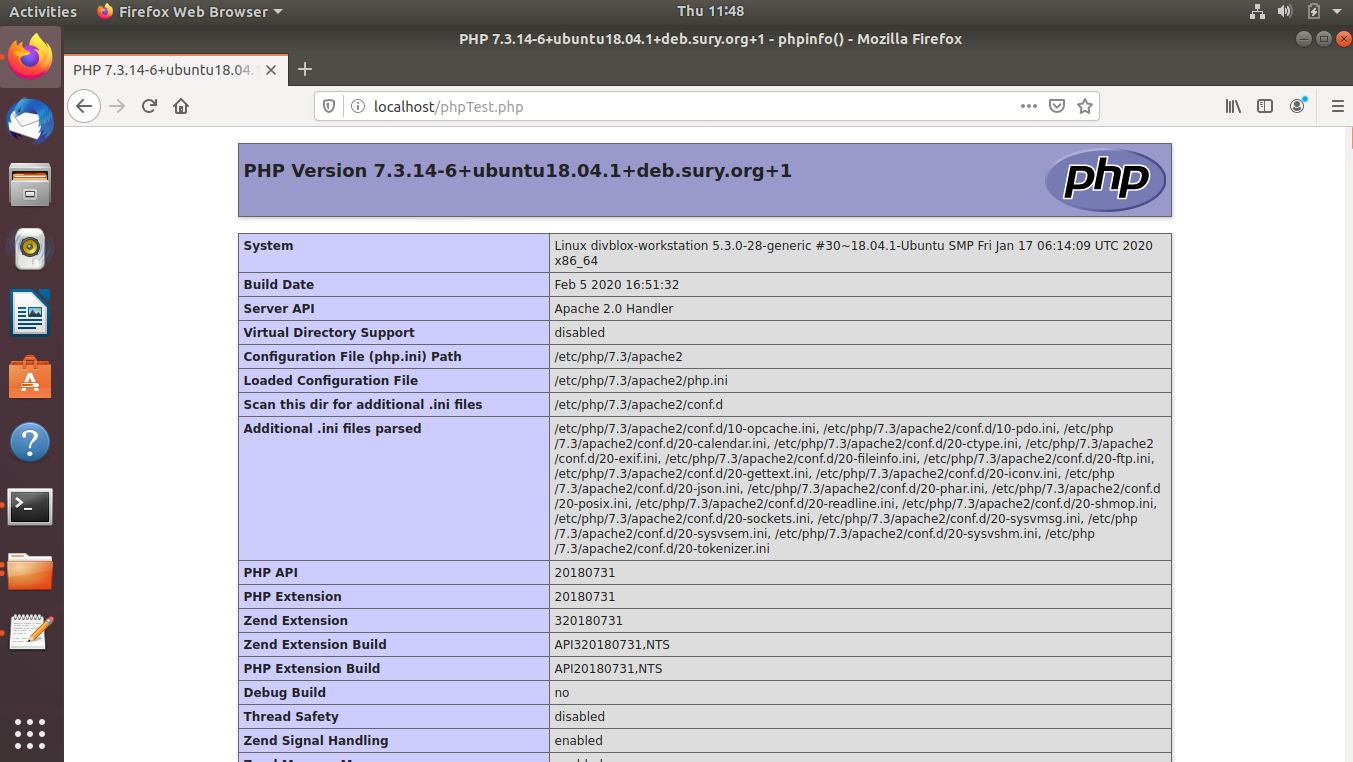 Activities Firefox Web Browser Thu 11:48
PHP 7.3.14-6+ubuntu18.04.1+deb.sury.org+1 - phpinfo() - Mozilla Firefox
PHP 7.3.14-6+ubuntu18.04.1
localhost/phpTest.php
PHP Version 7.3.14-6+ubuntu18.04.1+deb.sury.org+1
php
System Linux divblox-workstation 5.3.0-28-generic #30~18.04.1-Ubuntu SMP Fri Jan 17 06:14:09 UTC 2020
x86_64
Build Date Feb 5 2020 16:51:32
Server API Apache 2.0 Handler
Virtual Directory Support disabled
Configuration File (php.ini) Path /etc/php/7.3/apache2
Loaded Configuration File /etc/php/7.3/apache2/php.ini
Scan this dir for additional .ini files /etc/php/7.3/apache2/conf.d
Additional .ini files parsed /etc/php/7.3/apache2/conf.d/10-opcache.ini, /etc/php/7.3/apache2/conf.d/10-pdo.ini, /etc/php
/7.3/apache2/conf.d/20-calendar.ini, /etc/php/7.3/apache2/conf.d/20-ctype.ini, /etc/php/7.3/apache2
/conf.d/20-exif.ini, /etc/php/7.3/apache2/conf.d/20-fileinfo.ini, /etc/php/7.3/apache2/conf.d/20-ftp.ini,
/etc/php/7.3/apache2/conf.d/20-gettext.ini, /etc/php/7.3/apache2/conf.d/20-iconv.ini, /etc/php
/7.3/apache2/conf.d/20-json.ini, /etc/php/7.3/apache2/conf.d/20-phar.ini, /etc/php/7.3/apache2/conf.d
/20-posix.ini, /etc/php/7.3/apache2/conf.d/20-readline.ini, /etc/php/7.3/apache2/conf.d/20-shmop.ini,
/etc/php/7.3/apache2/conf.d/20-sockets.ini, /etc/php/7.3/apache2/conf.d/20-sysvmsg.ini, /etc/php
/7.3/apache2/conf.d/20-sysvsem.ini, /etc/php/7.3/apache2/conf.d/20-sysvshm.ini, /etc/php
/7.3/apache2/conf.d/20-tokenizer.ini
PHP API 20180731
PHP Extension 20180731
Zend Extension 320180731
Zend Extension Build API320180731,NTS
PHP Extension Build API20180731,NTS
Debug Build no
Thread Safety disabled
Zend Signal Handling enabled